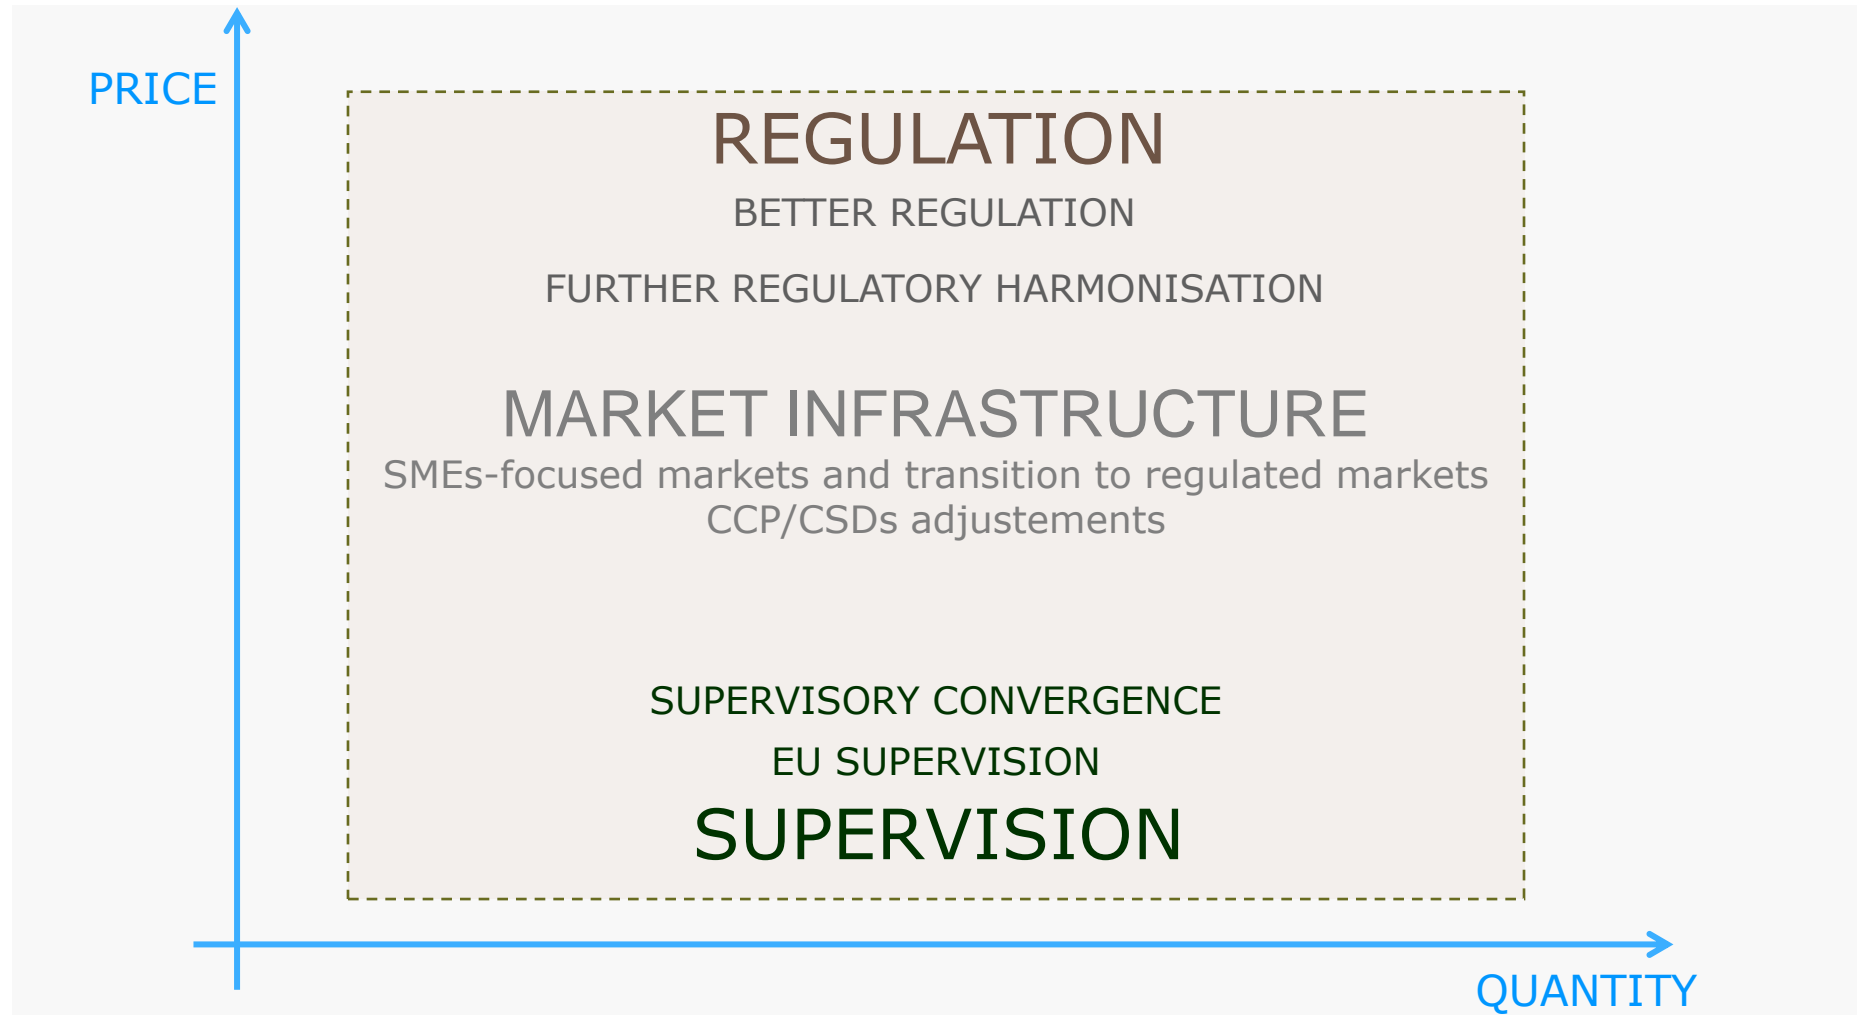 PRICE
REGULATION
BETTER REGULATION
FURTHER REGULATORY HARMONISATION
MARKET INFRASTRUCTURE
SMEs-focused markets and transition to regulated markets
CCP/CSDs adjustements
SUPERVISORY CONVERGENCE
EU SUPERVISION
SUPERVISION
QUANTITY